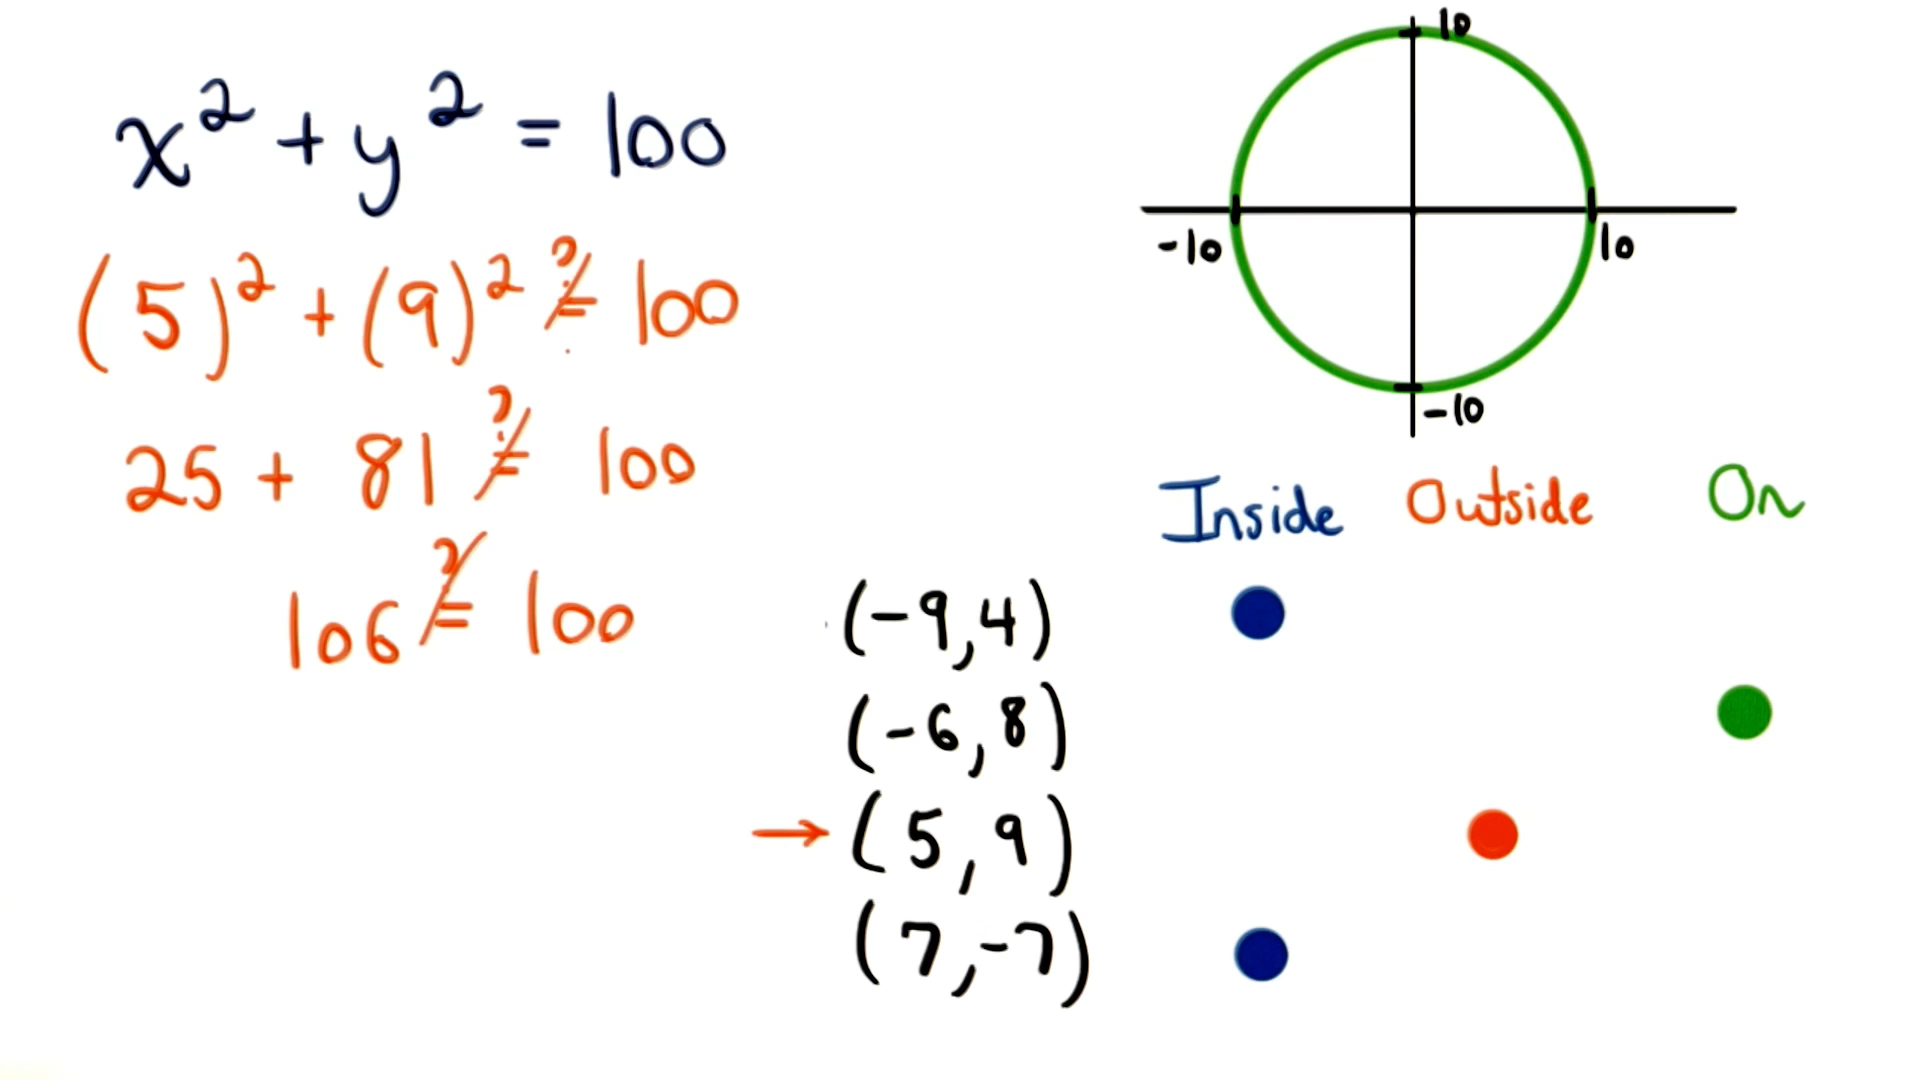 x² + y² = 100
(5)² + (9)² ≠? 100
25 + 81 ≠? 100
106 ≠? 100
10
-10
10
-10
Inside Outside On
(-9,4)
(-6,8)
→ (5,9)
(7,-7)